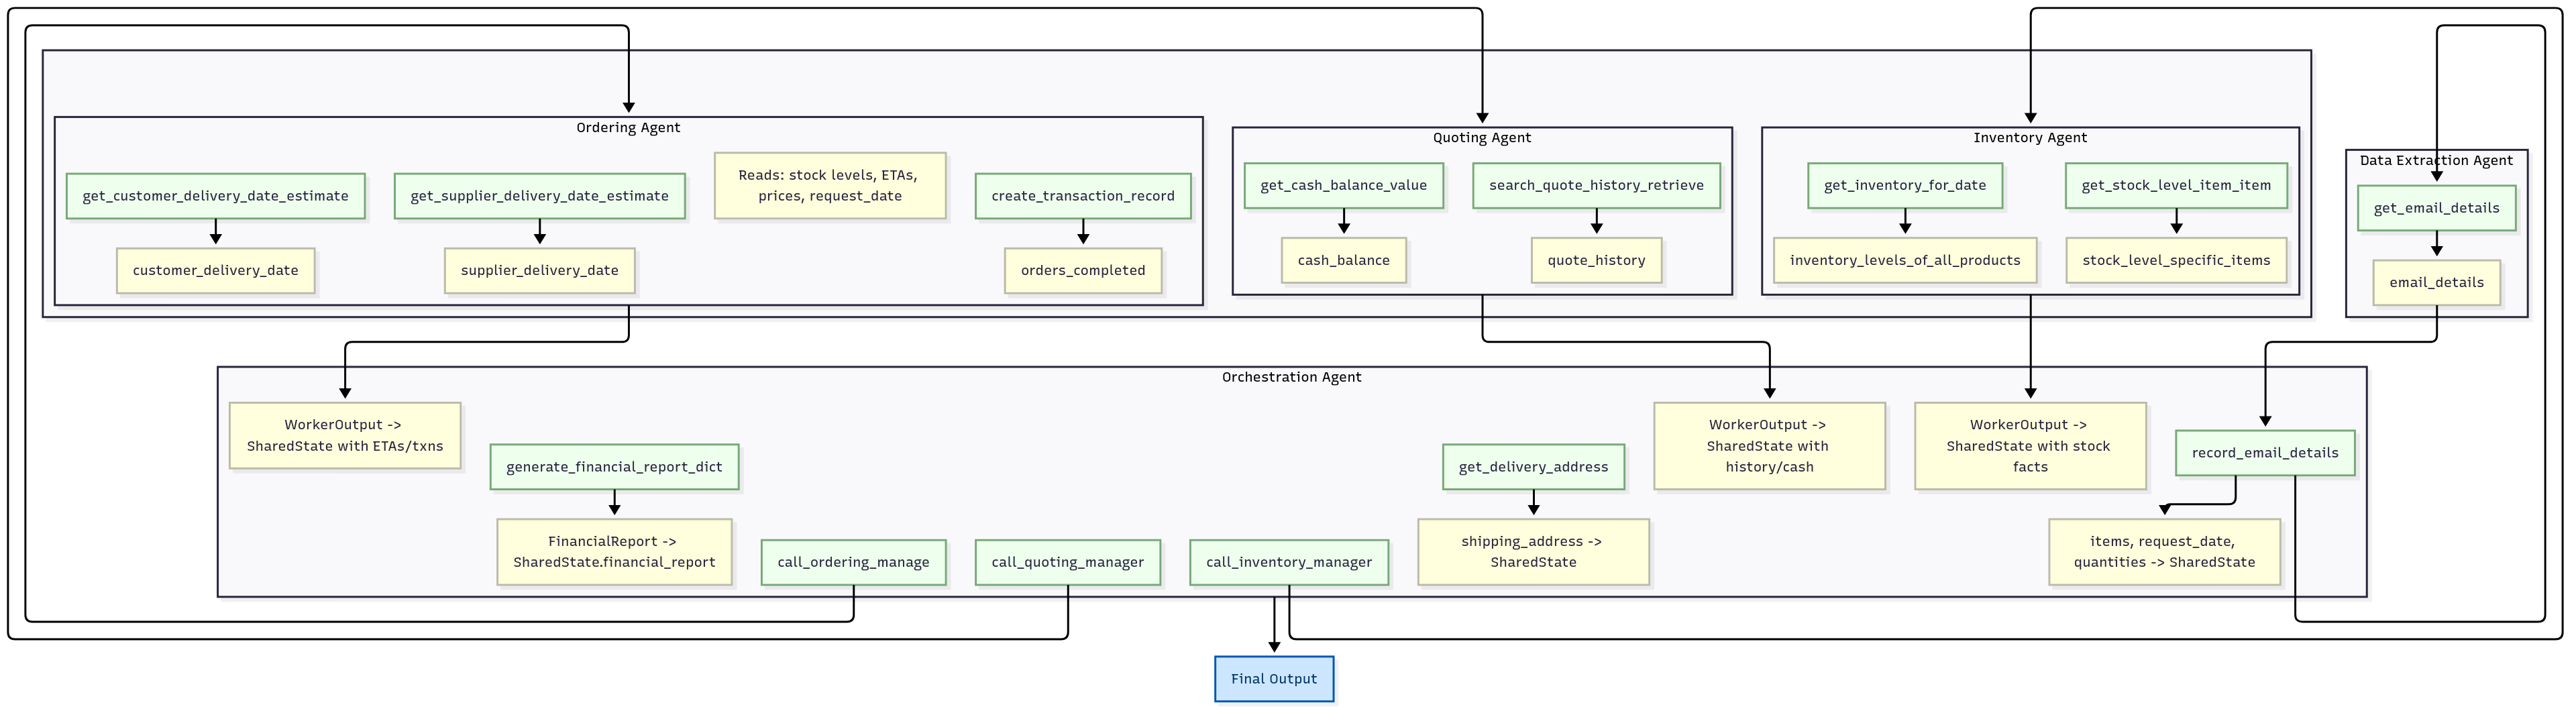 Ordering Agent
get_customer_delivery_date_estimate
customer_delivery_date
get_supplier_delivery_date_estimate
supplier_delivery_date
Reads: stock levels, ETAs,
prices, request_date
create_transaction_record
orders_completed
Quoting Agent
get_cash_balance_value
cash_balance
search_quote_history_retrieve
quote_history
Inventory Agent
get_inventory_for_date
inventory_levels_of_all_products
get_stock_level_item_item
stock_level_specific_items
Data Extraction Agent
get_email_details
email_details
Orchestration Agent
WorkerOutput ->
SharedState with ETAs/txns
generate_financial_report_dict
FinancialReport ->
SharedState.financial_report
call_ordering_manage
call_quoting_manager
call_inventory_manager
get_delivery_address
shipping_address ->
SharedState
WorkerOutput ->
SharedState with
history/cash
WorkerOutput ->
SharedState with stock
facts
record_email_details
items, request_date,
quantities -> SharedState
Final Output